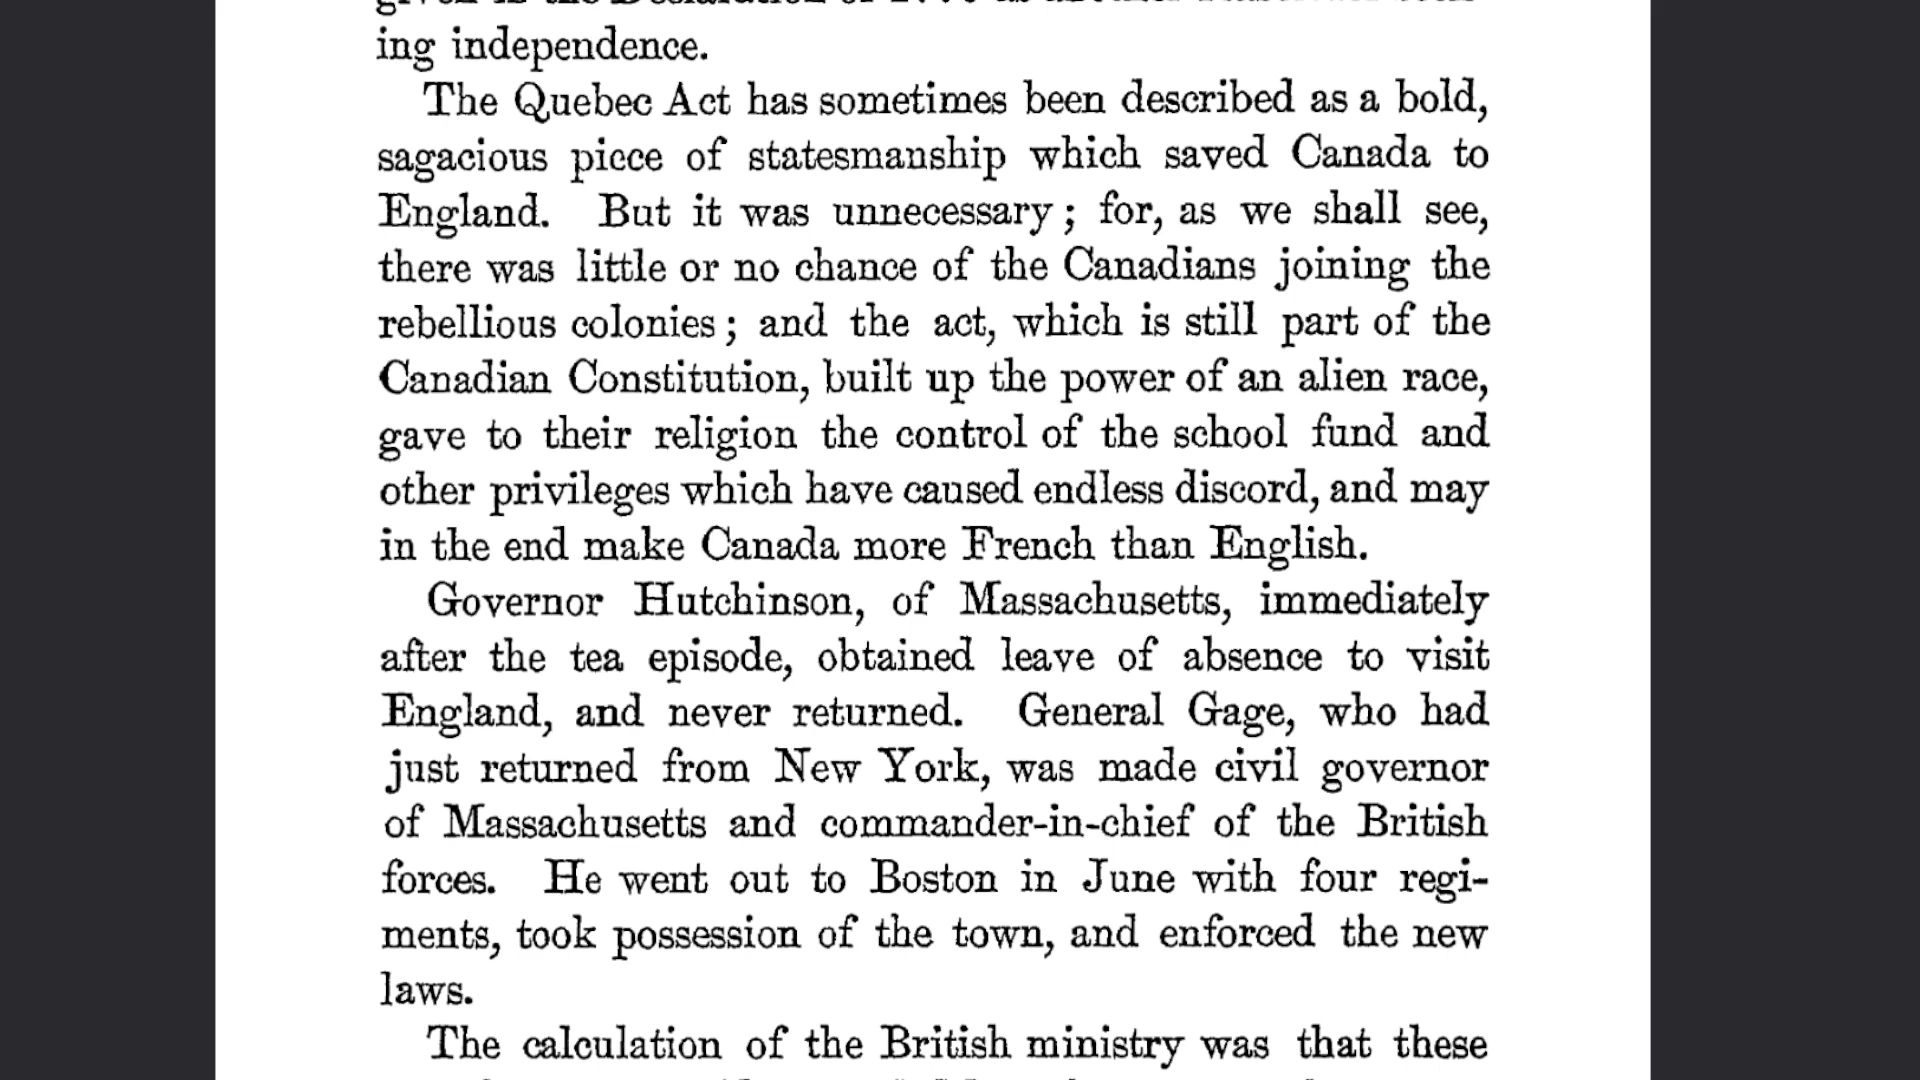 ing independence.
The Quebec Act has sometimes been described as a bold,
sagacious piece of statesmanship which saved Canada to
England. But it was unnecessary; for, as we shall see,
there was little or no chance of the Canadians joining the
rebellious colonies; and the act, which is still part of the
Canadian Constitution, built up the power of an alien race,
gave to their religion the control of the school fund and
other privileges which have caused endless discord, and may
in the end make Canada more French than English.
Governor Hutchinson, of Massachusetts, immediately
after the tea episode, obtained leave of absence to visit
England, and never returned. General Gage, who had
just returned from New York, was made civil governor
of Massachusetts and commander-in-chief of the British
forces. He went out to Boston in June with four regi-
ments, took possession of the town, and enforced the new
laws.
The calculation of the British ministry was that these